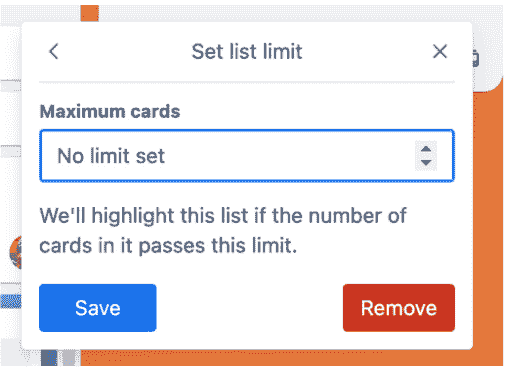 Set list limit
Maximum cards
No limit set
We'll highlight this list if the number of
cards in it passes this limit.
Save
Remove